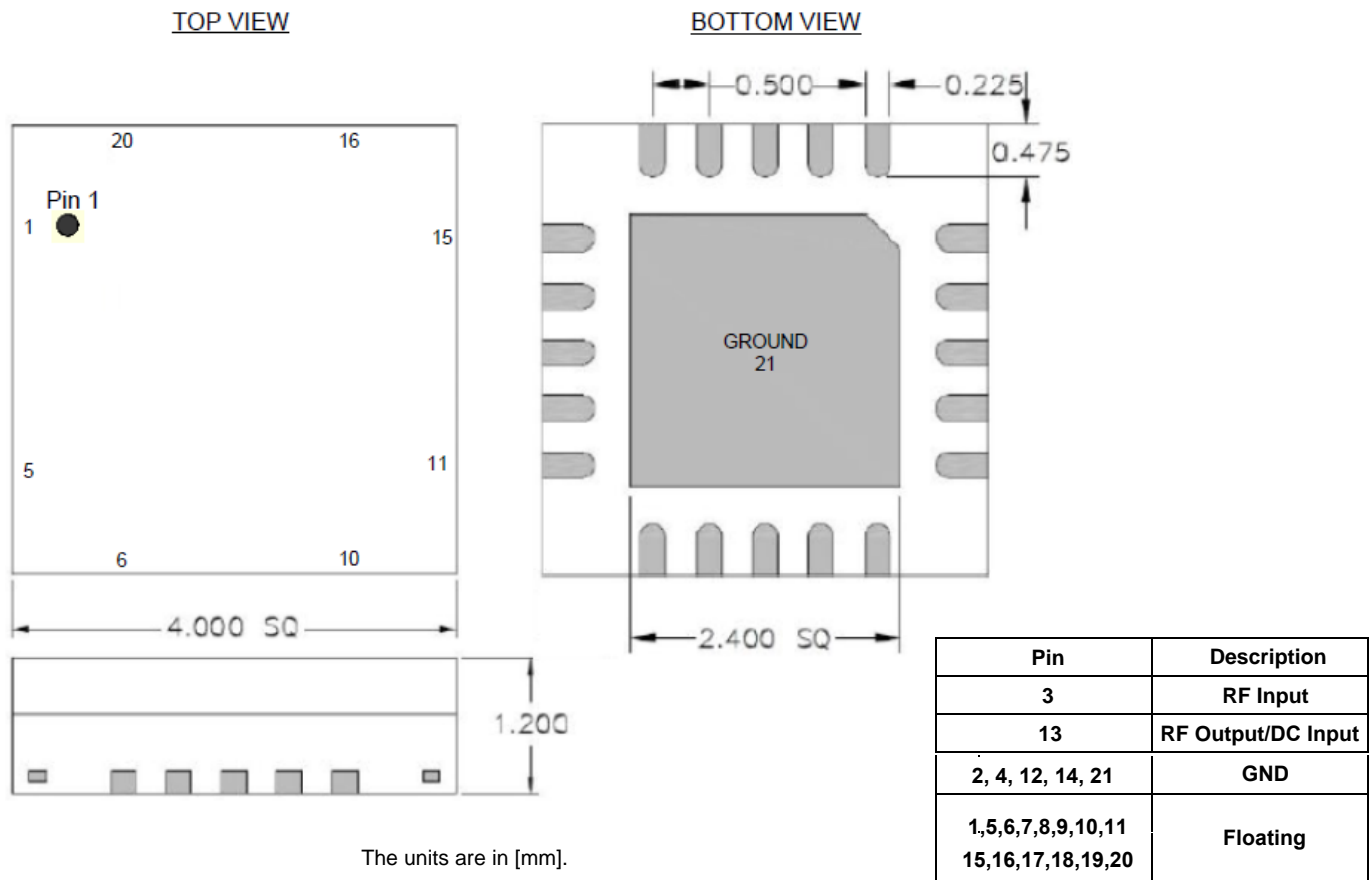 TOP VIEW
BOTTOM VIEW
0.500
0.225
0.475
20
16
Pin 1
1
15
5
11
6
10
GROUND
21
4.000 SQ
2.400 SQ
1.200
The units are in [mm].
Pin Description
3 RF Input
13 RF Output/DC Input
2, 4, 12, 14, 21 GND
1,5,6,7,8,9,10,11
15,16,17,18,19,20
Floating